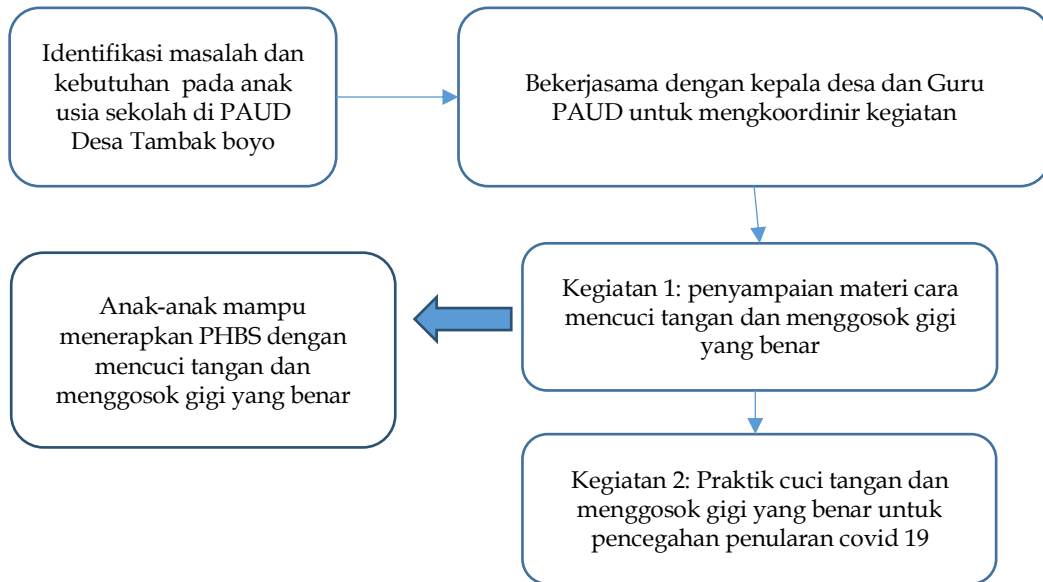 Identifikasi masalah dan
kebutuhan pada anak
usia sekolah di PAUD
Desa Tambak boyo
Bekerjasama dengan kepala desa dan Guru
PAUD untuk mengkoordinir kegiatan
Kegiatan 1: penyampaian materi cara
mencuci tangan dan menggosok gigi
yang benar
Anak-anak mampu
menerapkan PHBS dengan
mencuci tangan dan
menggosok gigi yang benar
Kegiatan 2: Praktik cuci tangan dan
menggosok gigi yang benar untuk
pencegahan penularan covid 19